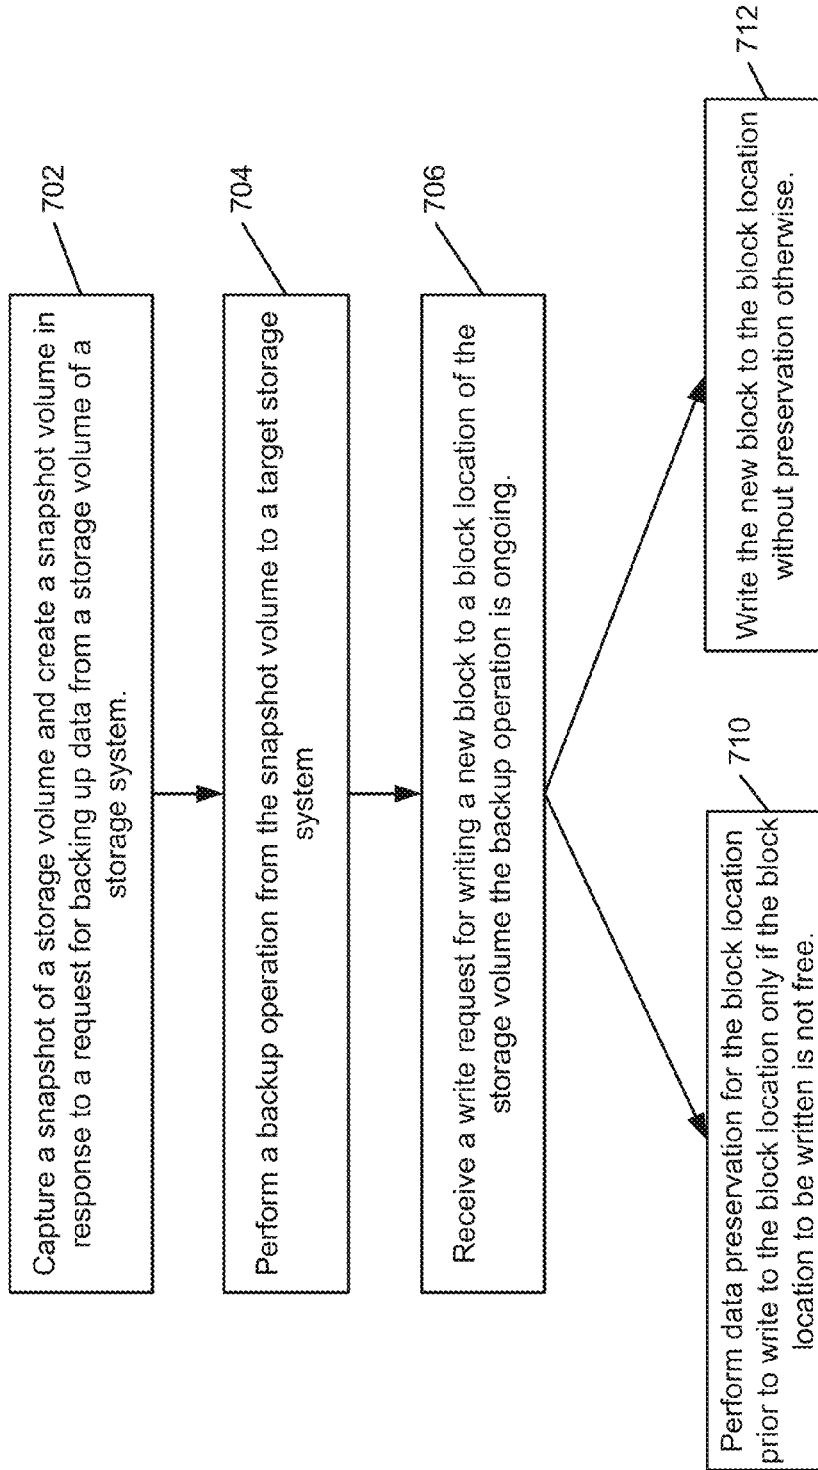 702
Capture a snapshot of a storage volume and create a snapshot volume in
response to a request for backing up data from a storage volume of a
storage system.
704
Perform a backup operation from the snapshot volume to a target storage
system
706
Receive a write request for writing a new block to a block location of the
storage volume the backup operation is ongoing.
710
Perform data preservation for the block location
prior to write to the block location only if the block
location to be written is not free.
712
Write the new block to the block location
without preservation otherwise.